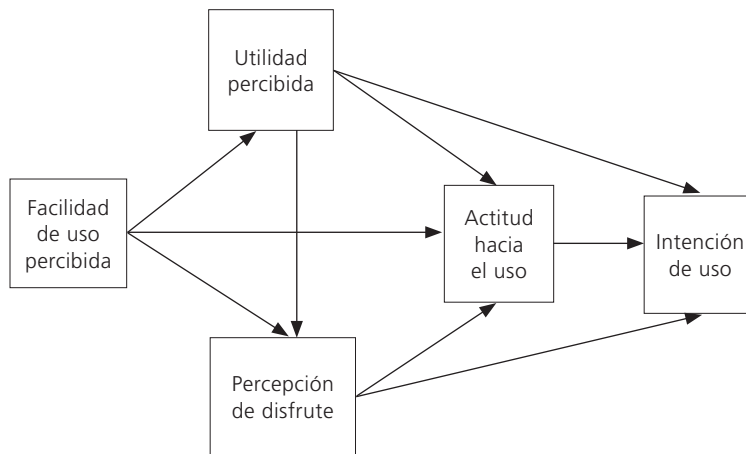 Utilidad
percibida
Facilidad
de uso
percibida
Actitud
hacia
el uso
Intención
de uso
Percepción
de disfrute